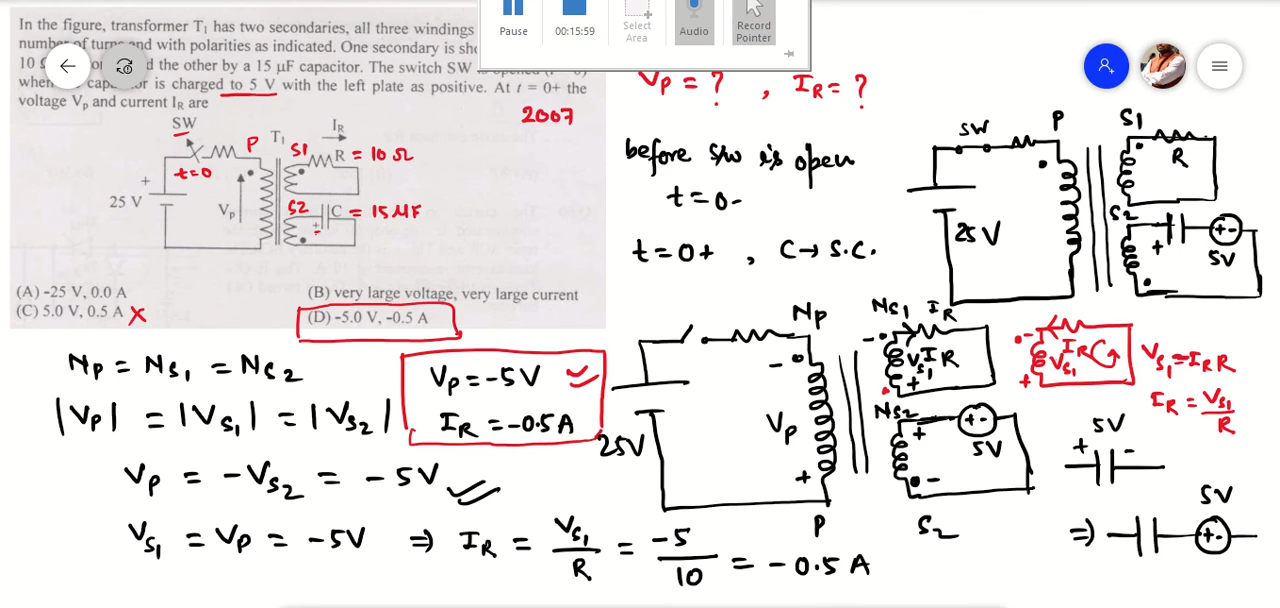 In the figure, transformer T1 has two secondaries, all three windings
number of turns and with polarities as indicated. One secondary is
10 Ω the other by a 15 μF capacitor. The switch SW
when is charged to 5 V with the left plate as positive. At t = 0+ the
voltage Vp and current IR are
2007
SW
P
T1
IR
S1
R = 10 Ω
t=0
+
25 V
Vp
S2
C = 15 μF
+
(A) -25 V, 0.0 A
(B) very large voltage, very large current
(C) 5.0 V, 0.5 A X
(D) -5.0 V, -0.5 A
Pause
00:15:59
Select
Area
Audio
Record
Pointer
Vp = ? , IR = ?
before S/W is open
t = 0-
t = 0+ , C → S.C.
SW
P
S1
R
S2
25 V
+
+ -
5V
Np = Ns1 = Ns2
|Vp| = |Vs1| = |Vs2|
Vp = -5V
IR = -0.5 A
Vp = -Vs2 = -5V
Vs1 = Vp = -5V ⇒ IR = Vs1/R = -5/10 = -0.5 A
25V
Np
-
Vp
+
P
Ns1
IR
-
Vs1
IR
R
+
Ns2
+
-
+ -
5V
S2
-
Vs1
IR
+
Vs1 = IR R
IR = Vs1/R
5V
+ -
5V
⇒
+ -